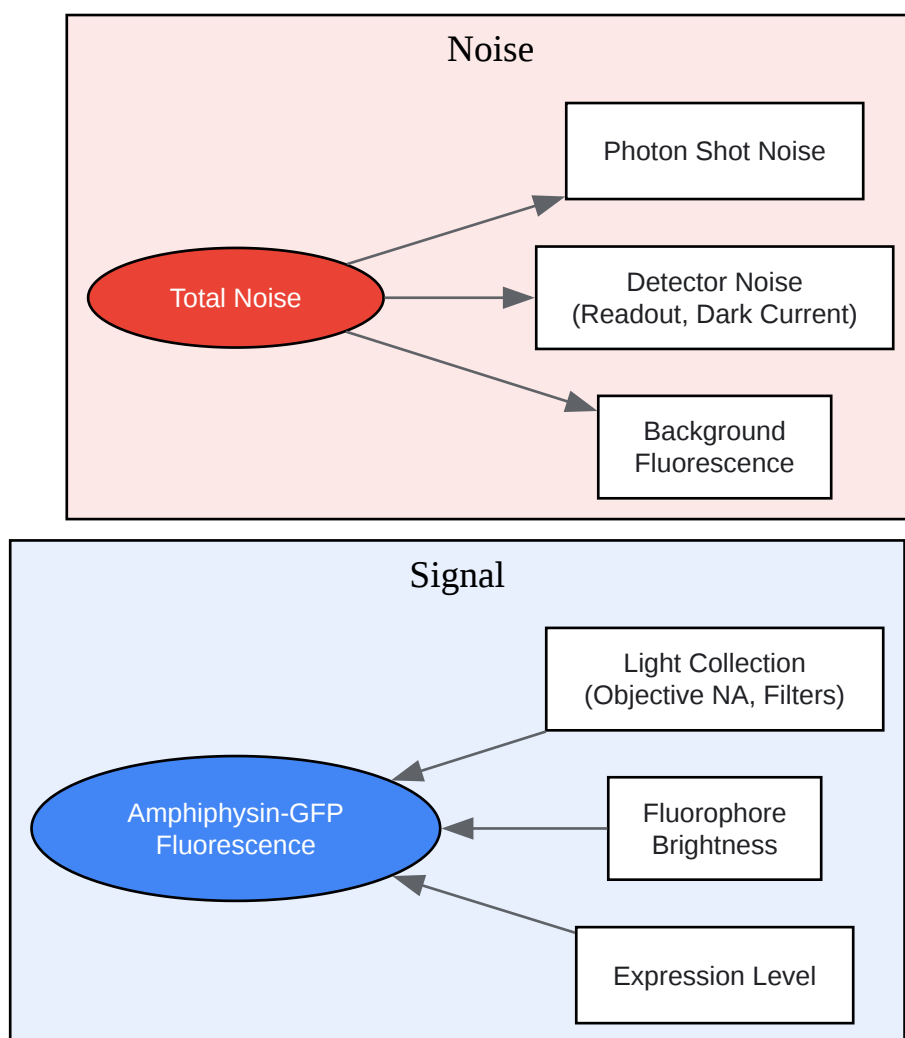 Noise
Photon Shot Noise
Total Noise
Detector Noise
(Readout, Dark Current)
Background
Fluorescence
Signal
Light Collection
(Objective NA, Filters)
Amphiphysin-GFP
Fluorescence
Fluorophore
Brightness
Expression Level